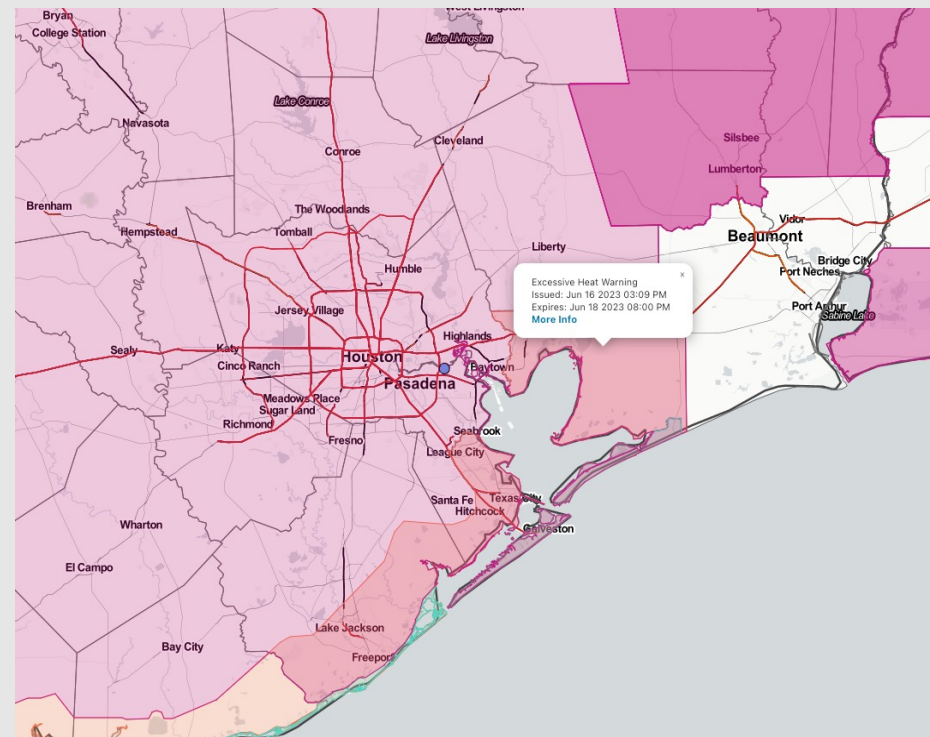 West Livingston
Bryan
College Station
Lake Livingston
Lake Conroe
Navasota
Cleveland
Silsbee
Conroe
Lumberton
Brenham
The Woodlands
Hempstead
Tomball
Vidor
Beaumont
Liberty
Bridge City
Humble
Port Neches
Excessive Heat Warning
x
Issued: Jun 16 2023 03:09 PM
Expires: Jun 18 2023 08:00 PM
More Info
Port Arthur
Sabine Lake
Jersey Village
Highlands
Sealy
Katy
Houston
Cinco Ranch
Baytown
Pasadena
Meadows Place
Sugar Land
Richmond
Seabrook
Fresno
League City
Santa Fe
Texas City
Hitchcock
Wharton
Galveston
El Campo
Lake Jackson
Bay City
Freeport